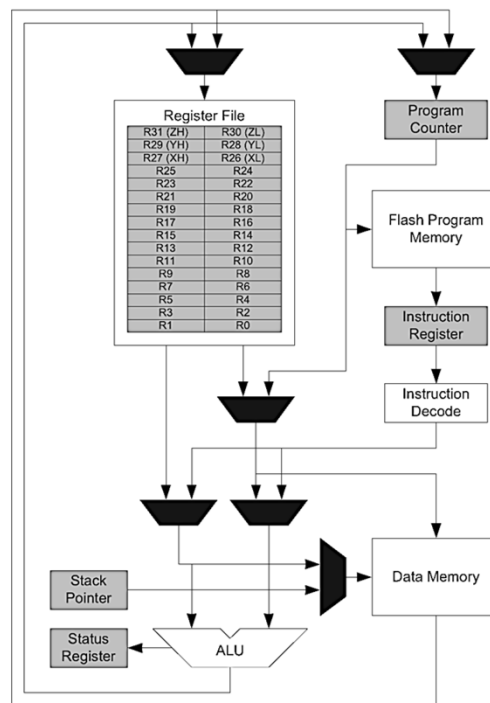 Register File
R31 (ZH) R30 (ZL)
R29 (YH) R28 (YL)
R27 (XH) R26 (XL)
R25 R24
R23 R22
R21 R20
R19 R18
R17 R16
R15 R14
R13 R12
R11 R10
R9 R8
R7 R6
R5 R4
R3 R2
R1 R0
Program
Counter
Flash Program
Memory
Instruction
Register
Instruction
Decode
Stack
Pointer
Data Memory
Status
Register
ALU